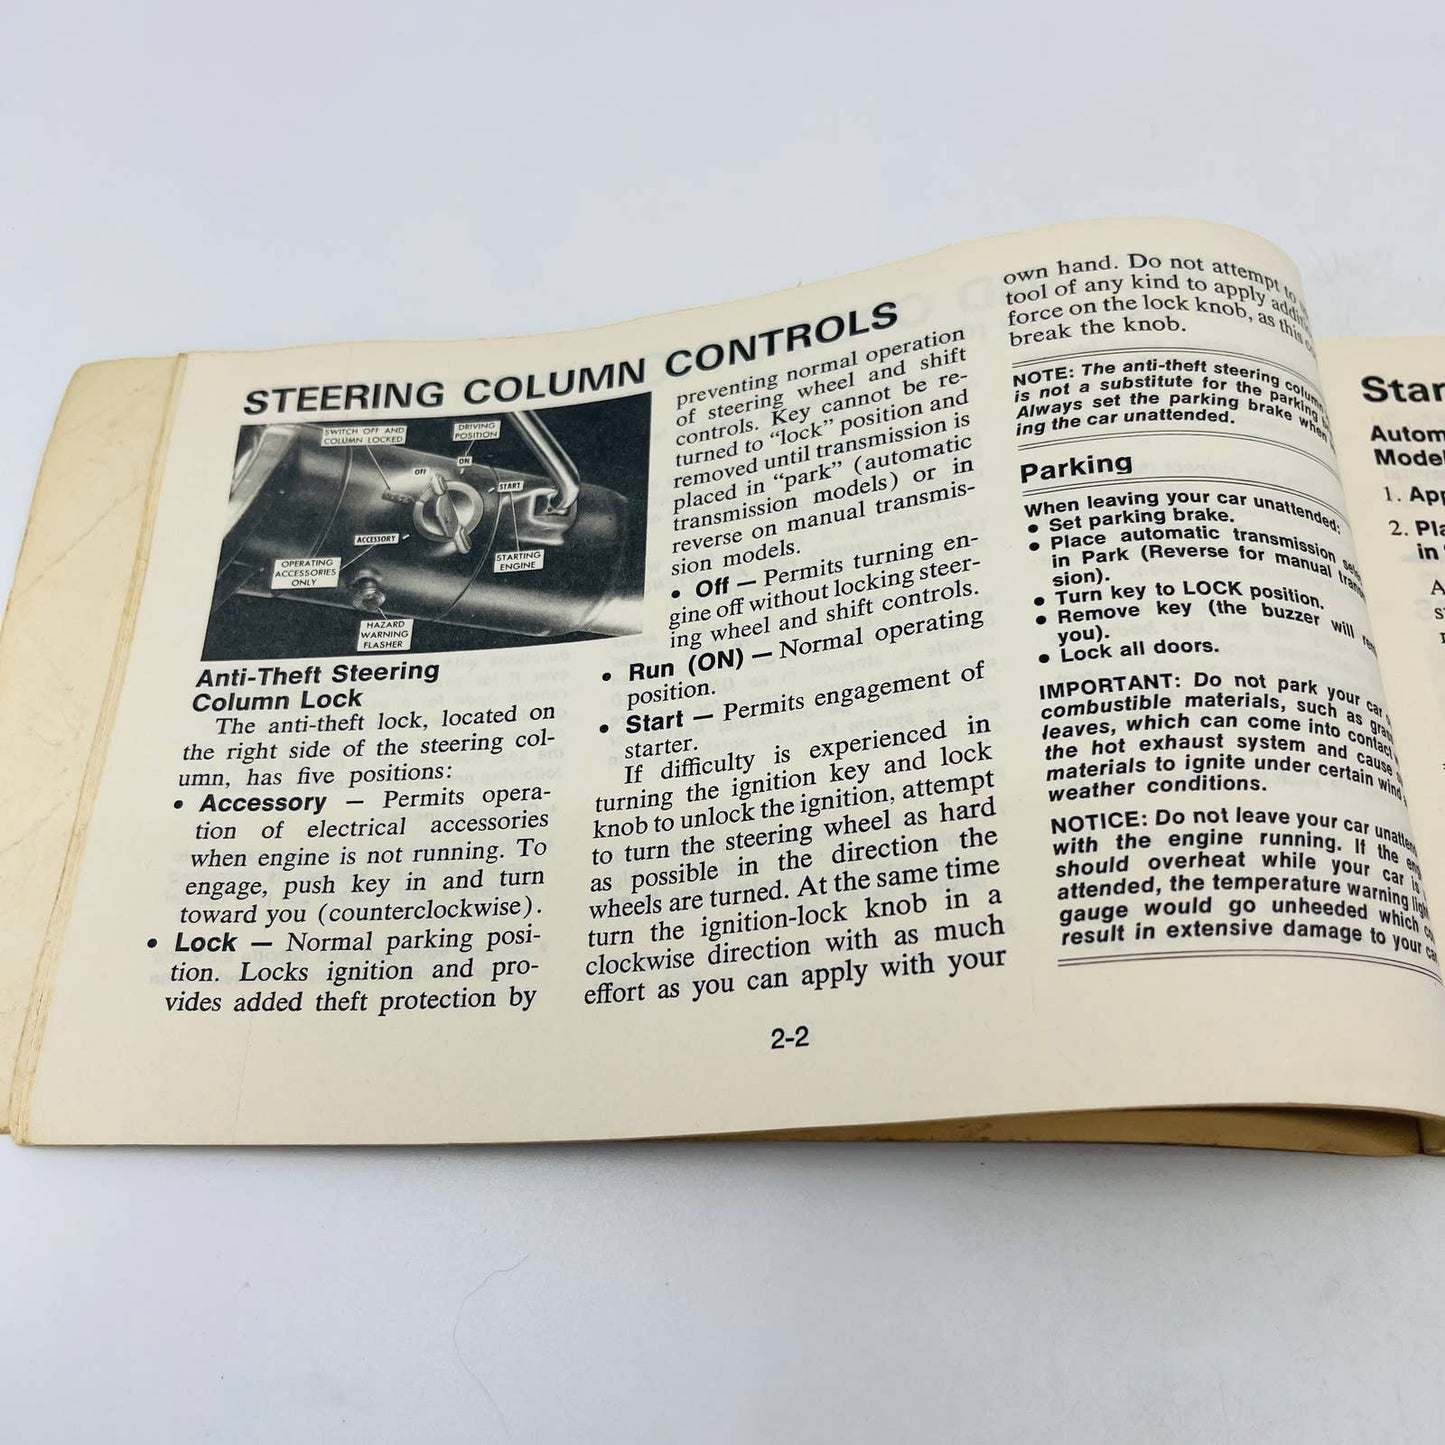 STEERING COLUMN CONTROLS
SWITCH OFF AND
COLUMN LOCKED
DRIVING
POSITION
OFF
ON
START
ACCESSORY
OPERATING
ACCESSORIES
ONLY
STARTING
ENGINE
HAZARD
WARNING
FLASHER
Anti-Theft Steering
Column Lock
The anti-theft lock, located on
the right side of the steering col-
umn, has five positions:
• Accessory — Permits opera-
tion of electrical accessories
when engine is not running. To
engage, push key in and turn
toward you (counterclockwise).
• Lock — Normal parking posi-
tion. Locks ignition and pro-
vides added theft protection by
preventing normal operation
of steering wheel and shift
controls. Key cannot be re-
turned to “lock” position and
removed until transmission is
placed in “park” (automatic
transmission models) or in
reverse on manual transmis-
sion models.
• Off — Permits turning en-
gine off without locking steer-
ing wheel and shift controls.
• Run (ON) — Normal operating
position.
• Start — Permits engagement of
starter.
If difficulty is experienced in
turning the ignition key and lock
knob to unlock the ignition, attempt
to turn the steering wheel as hard
as possible in the direction the
wheels are turned. At the same time
turn the ignition-lock knob in a
clockwise direction with as much
effort as you can apply with your
own hand. Do not attempt to
tool of any kind to apply
force on the lock knob, as this
break the knob.
NOTE: The anti-theft steering column
is not a substitute for the parking
Always set the parking brake when
ing the car unattended.
Parking
When leaving your car unattended:
• Set parking brake.
• Place automatic transmission
in Park (Reverse for manual
sion).
• Turn key to LOCK position.
• Remove key (the buzzer will
you).
• Lock all doors.
IMPORTANT: Do not park your car
combustible materials, such as
leaves, which can come into contact
the hot exhaust system and cause
materials to ignite under certain wind
weather conditions.
NOTICE: Do not leave your car
with the engine running. If the
should overheat while your car is
attended, the temperature warning
gauge would go unheeded which
result in extensive damage to your
2-2
Star
Autom
Model
1. App
2. Pla
in